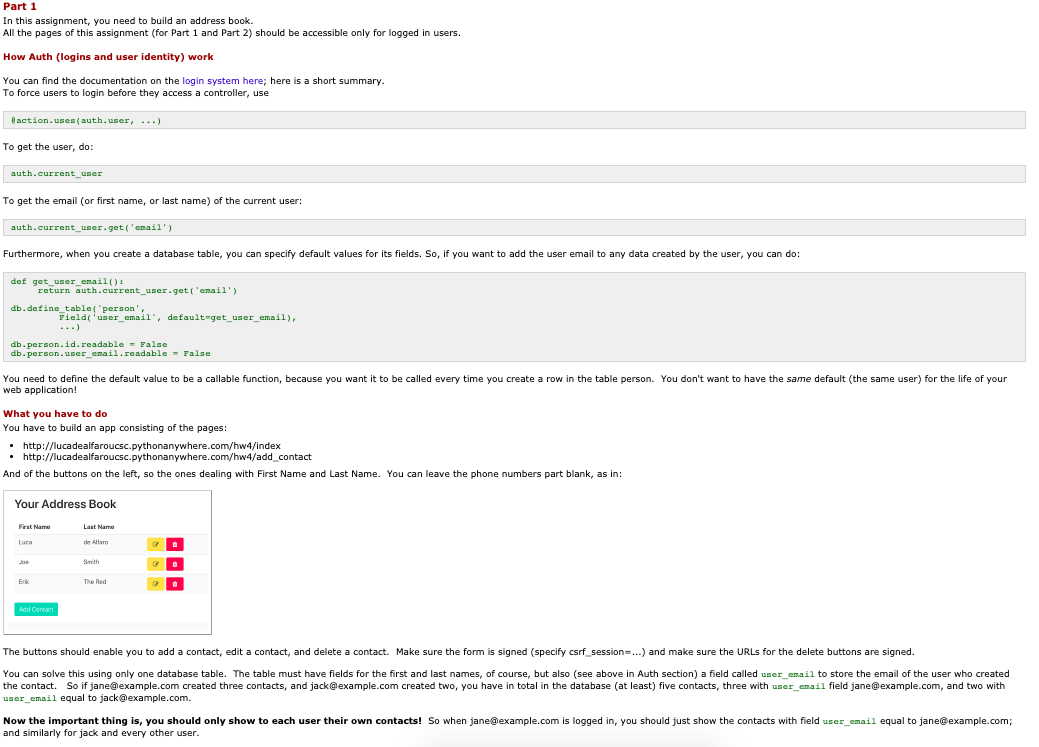 Part 1
In this assignment, you need to build an address book.
All the pages of this assignment (for Part 1 and Part 2) should be accessible only for logged in users.
How Auth (logins and user identity) work
You can find the documentation on the login system here; here is a short summary.
To force users to login before they access a controller, use
@action.uses(auth.user, ...)
To get the user, do:
auth.current_user
To get the email (or first name, or last name) of the current user:
auth.current_user.get('email')
Furthermore, when you create a database table, you can specify default values for its fields. So, if you want to add the user email to any data created by the user, you can do:
def get_user_email():
return auth.current_user.get('email')
db.define_table('person',
Field('user_email', default=get_user_email),
...)
db.person.id.readable = False
db.person.user_email.readable = False
You need to define the default value to be a callable function, because you want it to be called every time you create a row in the table person. You don't want to have the same default (the same user) for the life of your
web application!
What you have to do
You have to build an app consisting of the pages:
• http://lucadealfaroucsc.pythonanywhere.com/hw4/index
• http://lucadealfaroucsc.pythonanywhere.com/hw4/add_contact
And of the buttons on the left, so the ones dealing with First Name and Last Name. You can leave the phone numbers part blank, as in:
Your Address Book
First Name Last Name
Luca de Alfaro
Joe Smith
Erik The Red
Add Contact
The buttons should enable you to add a contact, edit a contact, and delete a contact. Make sure the form is signed (specify csrf_session=...) and make sure the URLs for the delete buttons are signed.
You can solve this using only one database table. The table must have fields for the first and last names, of course, but also (see above in Auth section) a field called user_email to store the email of the user who created
the contact. So if jane@example.com created three contacts, and jack@example.com created two, you have in total in the database (at least) five contacts, three with user_email field jane@example.com, and two with
user_email equal to jack@example.com.
Now the important thing is, you should only show to each user their own contacts! So when jane@example.com is logged in, you should just show the contacts with field user_email equal to jane@example.com;
and similarly for jack and every other user.